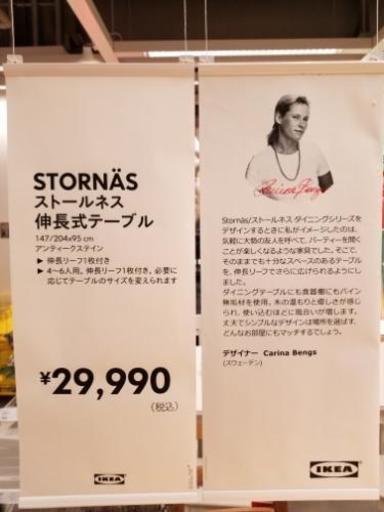 STORNÄS
ストールネス
伸長式テーブル
147/204x95 cm
アンティークステイン
▶ 伸長リーフ1枚付き
▶ 4〜6人用。伸長リーフ1枚付き。必要に
応じてテーブルのサイズを変えられます
¥29,990
(税込)
IKEA
Carina Bengs
Stornäs/ストールネス ダイニングシリーズを
デザインするときに私がイメージしたのは、
気軽に大勢の友人を呼べて、パーティーを開く
ことが楽しくなるような家具でした。そこで、
そのままでも十分なスペースのあるテーブル
を、伸長リーフでさらに広げられるようにし
ました。
ダイニングテーブルにも食器棚にもパイン
無垢材を使用。木の温もりと優しさが感じ
られ、使い込むほどに風合いが増します。
丈夫でシンプルなデザインは場所を選ばず、
どんなお部屋にもマッチするでしょう。
デザイナー Carina Bengs
(スウェーデン)
IKEA